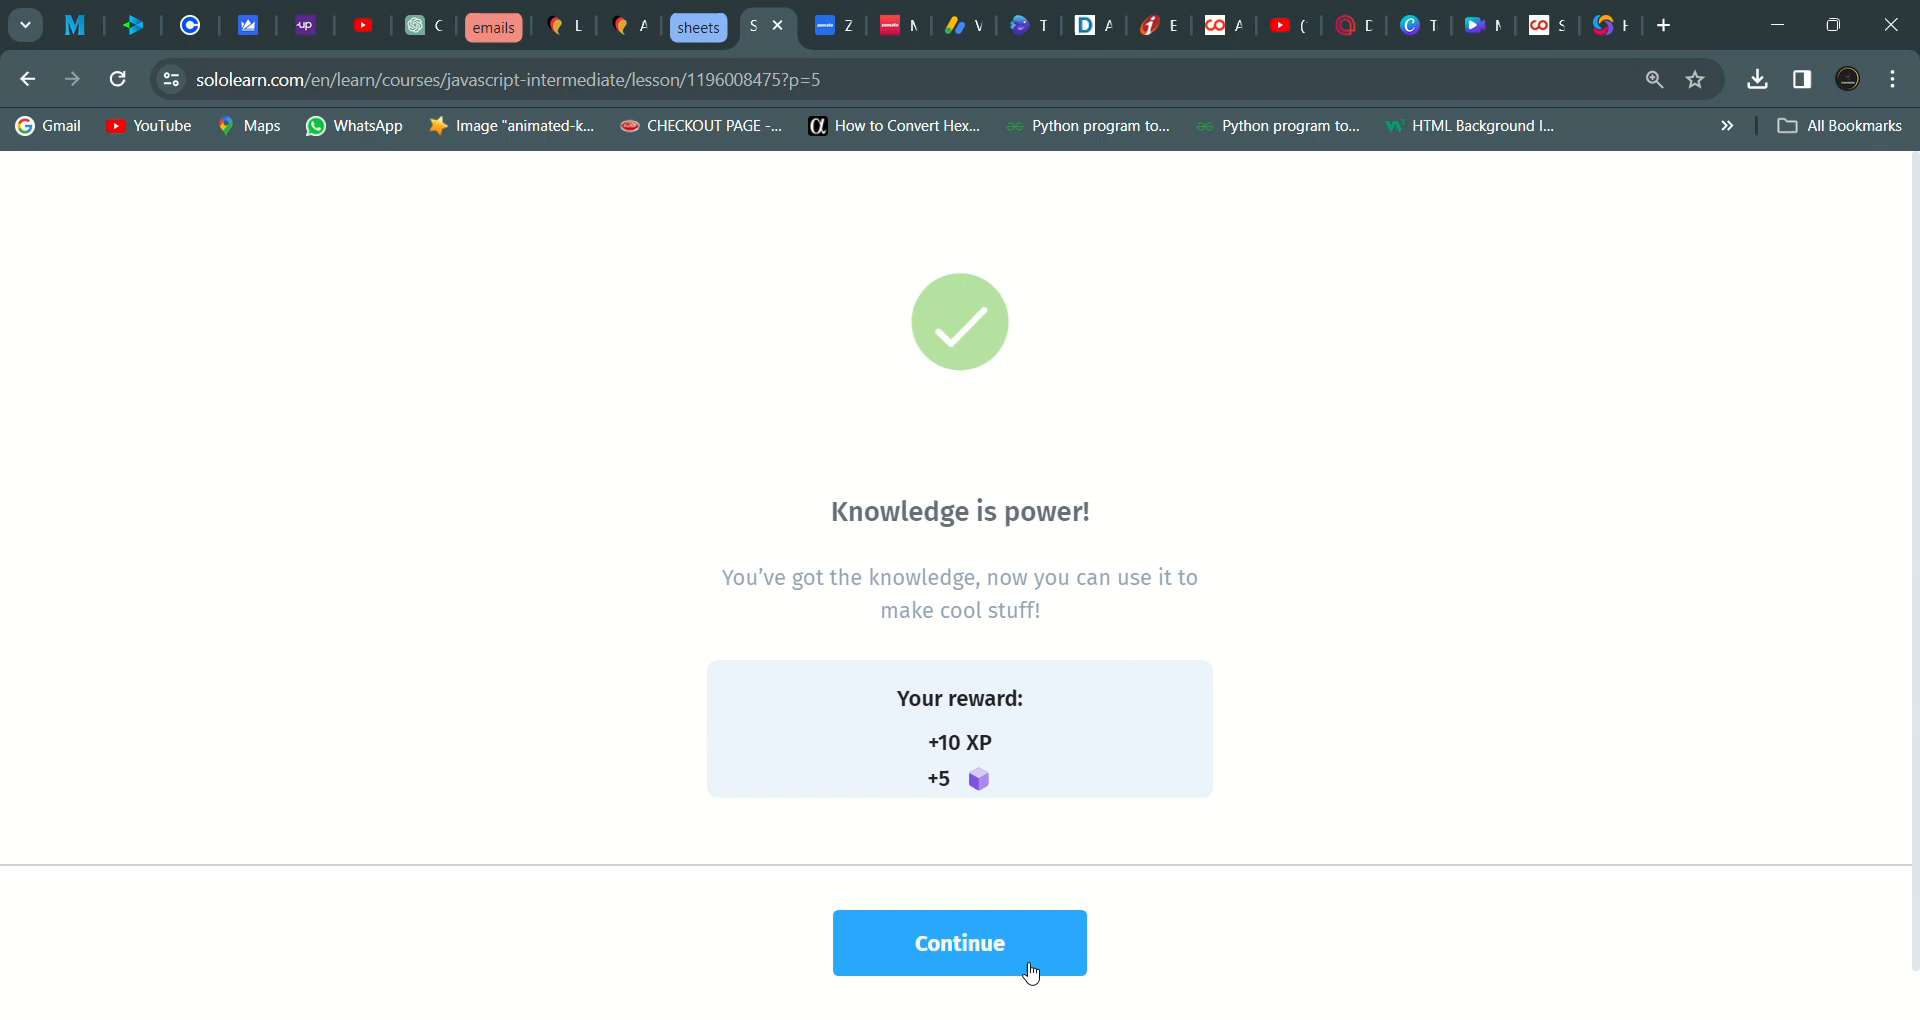 up
C
emails
L
A
sheets
S
Z
sololearn.com/en/learn/courses/javascript-intermediate/lesson/1196008475?p=5
Gmail
YouTube
Maps
WhatsApp
Image "animated-k...
CHECKOUT PAGE -...
How to Convert Hex...
Python program to...
Python program to...
HTML Background I...
All Bookmarks
Knowledge is power!
You've got the knowledge, now you can use it to
make cool stuff!
Your reward:
+10 XP
+5
Continue